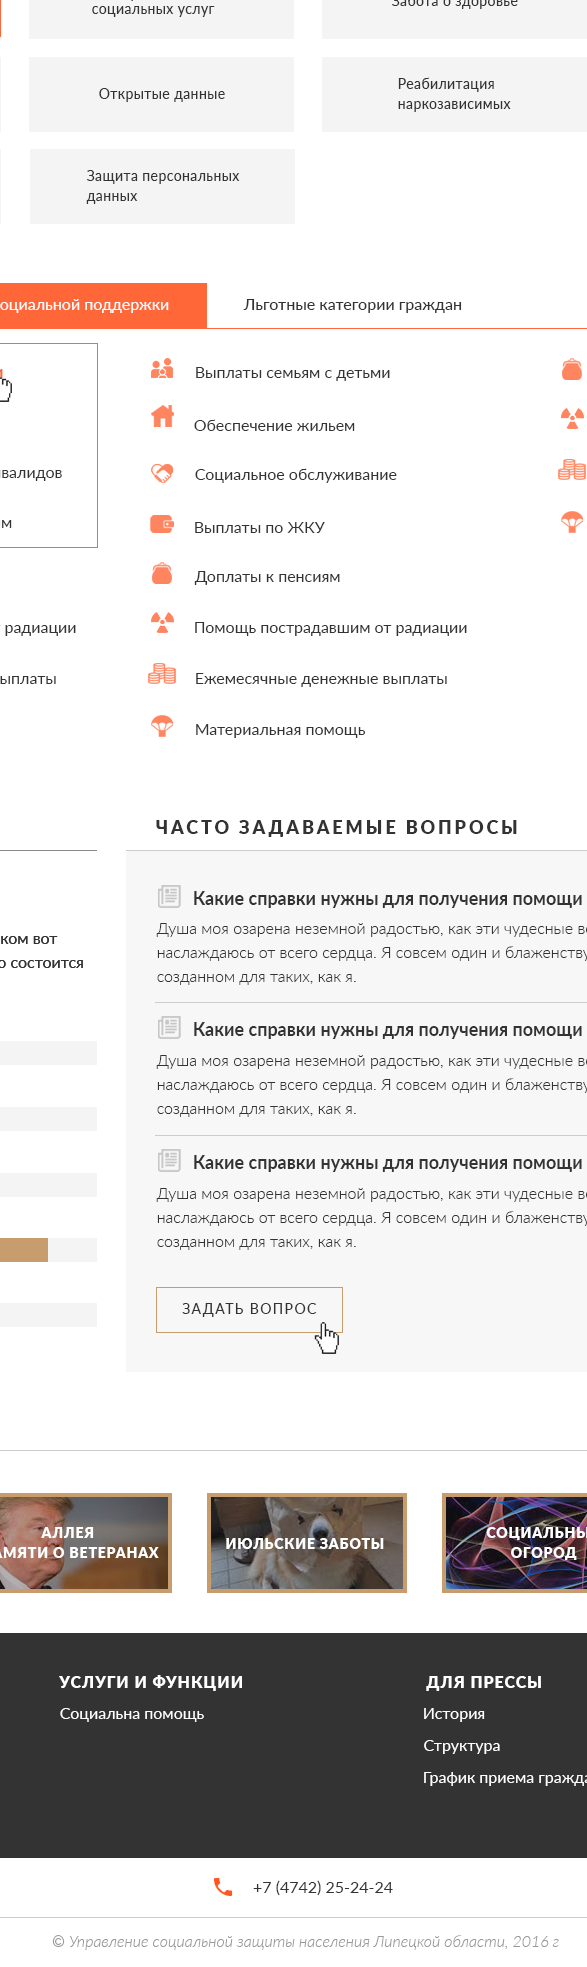 социальных услуг
Забота о здоровье
Открытые данные
Реабилитация
наркозависимых
Защита персональных
данных
социальной поддержки
Льготные категории граждан
Выплаты семьям с детьми
Обеспечение жильем
валидов
Социальное обслуживание
м
Выплаты по ЖКУ
Доплаты к пенсиям
радиации
Помощь пострадавшим от радиации
ыплаты
Ежемесячные денежные выплаты
Материальная помощь
ЧАСТО ЗАДАВАЕМЫЕ ВОПРОСЫ
ком вот
о состоится
Какие справки нужны для получения помощи
Душа моя озарена неземной радостью, как эти чудесные
наслаждаюсь от всего сердца. Я совсем один и блаженству
созданном для таких, как я.
Какие справки нужны для получения помощи
Душа моя озарена неземной радостью, как эти чудесные
наслаждаюсь от всего сердца. Я совсем один и блаженству
созданном для таких, как я.
Какие справки нужны для получения помощи
Душа моя озарена неземной радостью, как эти чудесные
наслаждаюсь от всего сердца. Я совсем один и блаженству
созданном для таких, как я.
ЗАДАТЬ ВОПРОС
АЛЛЕЯ
АМЯТИ О ВЕТЕРАНАХ
ИЮЛЬСКИЕ ЗАБОТЫ
СОЦИАЛЬНЫ
ОГОРОД
УСЛУГИ И ФУНКЦИИ
Социальна помощь
ДЛЯ ПРЕССЫ
История
Структура
График приема гражда
+7 (4742) 25-24-24
© Управление социальной защиты населения Липецкой области, 2016 г